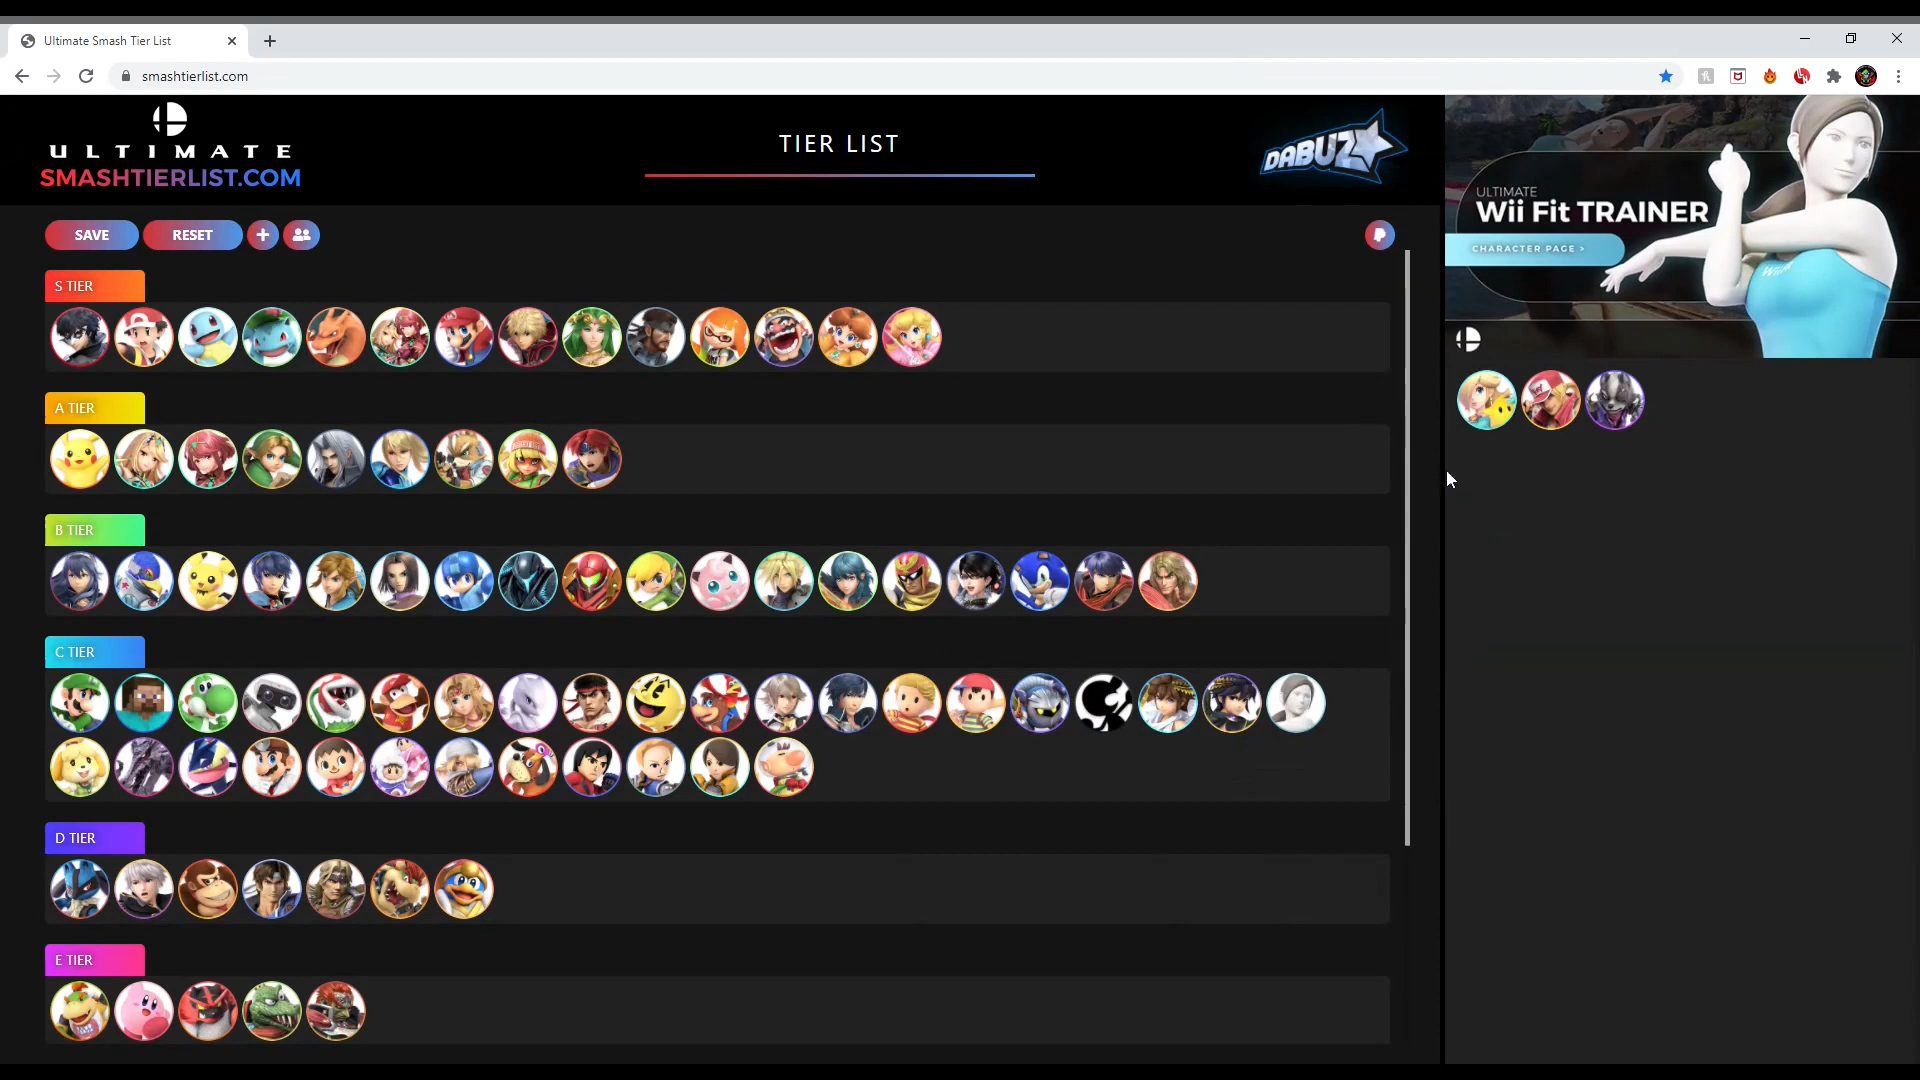 Ultimate Smash Tier List
smashtierlist.com
ULTIMATE
SMASHTIERLIST.COM
TIER LIST
DABUZ
SAVE
RESET
S TIER
A TIER
B TIER
C TIER
D TIER
E TIER
ULTIMATE
Wii Fit TRAINER
CHARACTER PAGE >